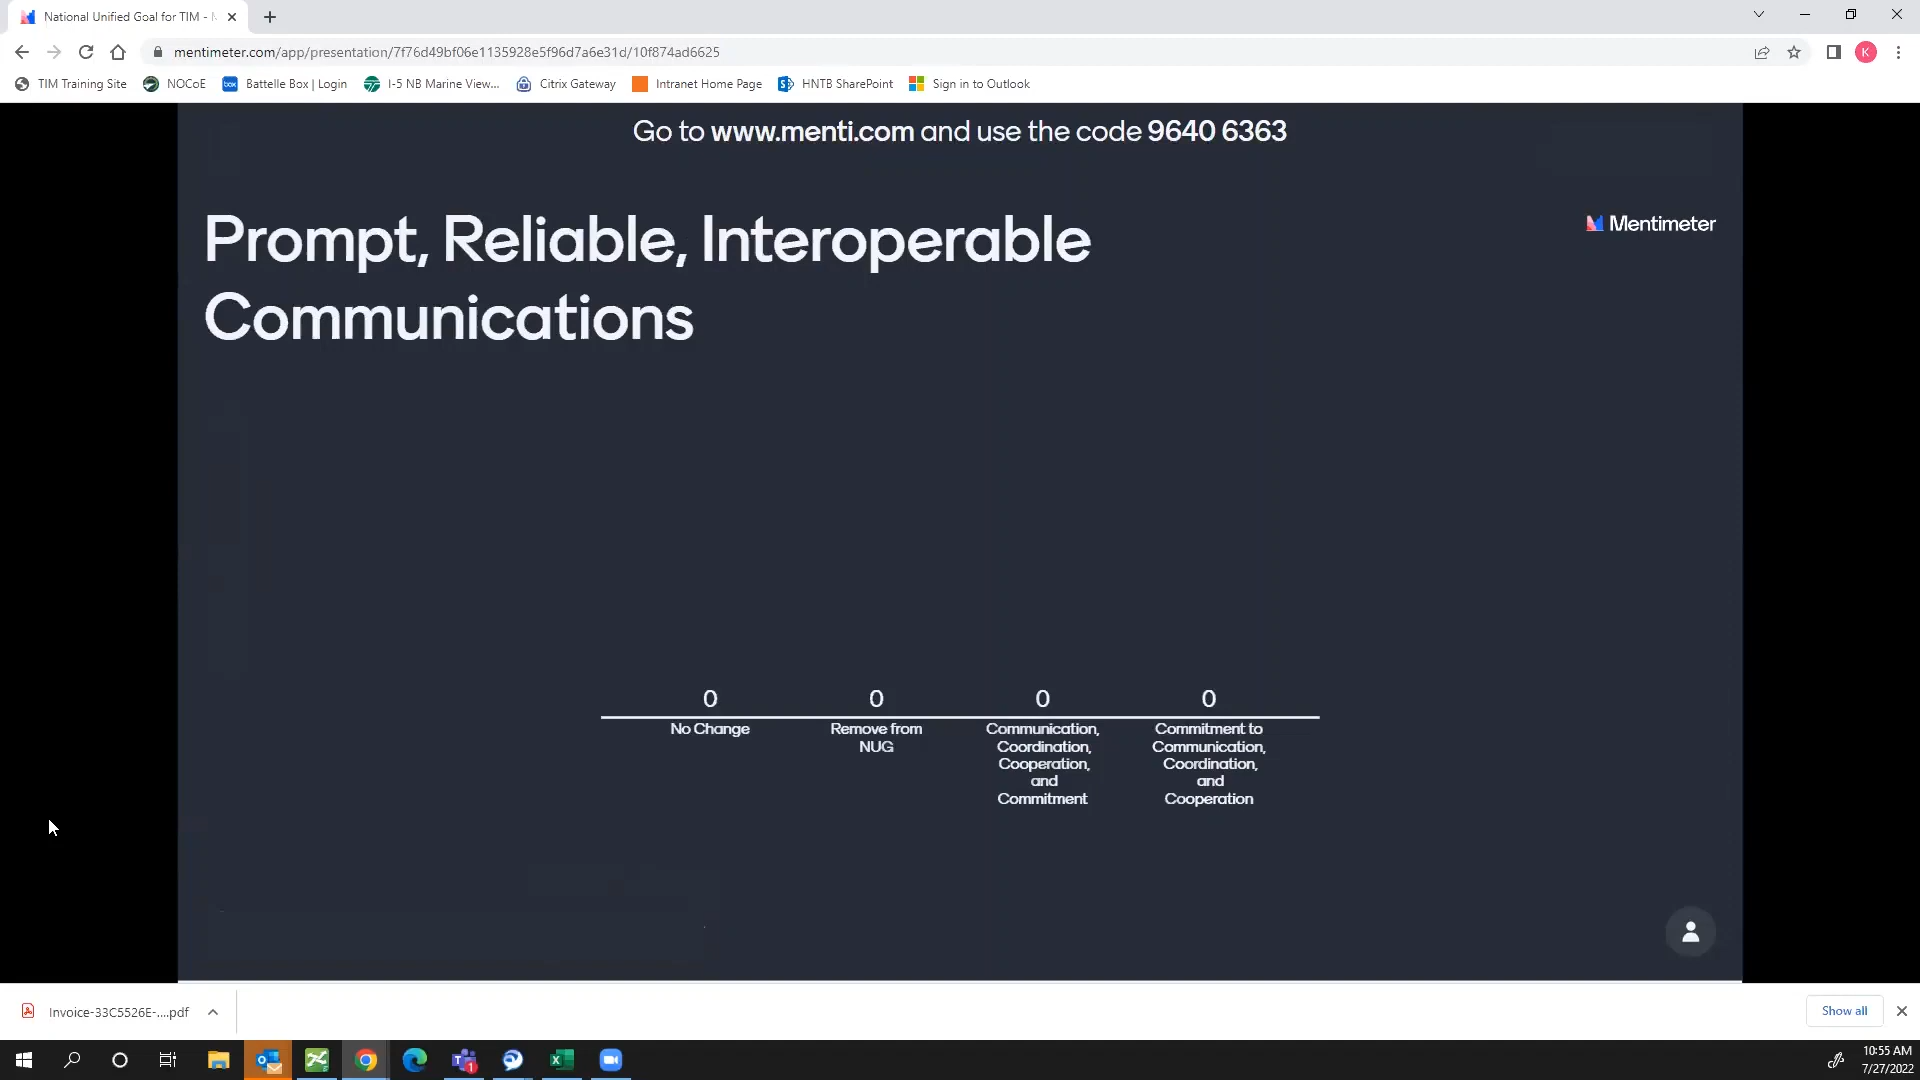 National Unified Goal for TIM -
mentimeter.com/app/presentation/7f76d49bf06e1135928e5f96d7a6e31d/10f874ad6625
K
TIM Training Site NOCoE Battelle Box | Login I-5 NB Marine View... Citrix Gateway Intranet Home Page HNTB SharePoint Sign in to Outlook
Go to www.menti.com and use the code 9640 6363
Prompt, Reliable, Interoperable
Communications
Mentimeter
0 0 0 0
No Change
Remove from
NUG
Communication,
Coordination,
Cooperation,
and
Commitment
Commitment to
Communication,
Coordination,
and
Cooperation
Invoice-33C5526E-....pdf
Show all
1
10:55 AM
7/27/2022